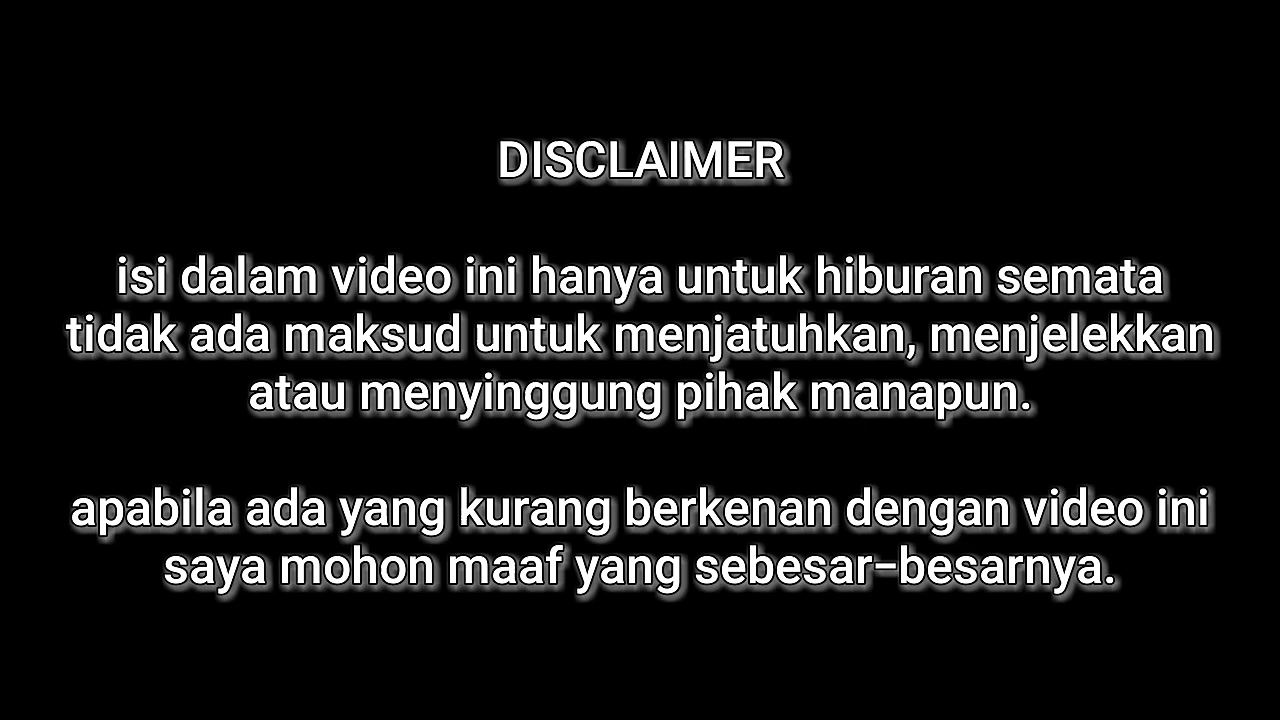 DISCLAIMER
isi dalam video ini hanya untuk hiburan semata
tidak ada maksud untuk menjatuhkan, menjelekkan
atau menyinggung pihak manapun.
apabila ada yang kurang berkenan dengan video ini
saya mohon maaf yang sebesar-besarnya.